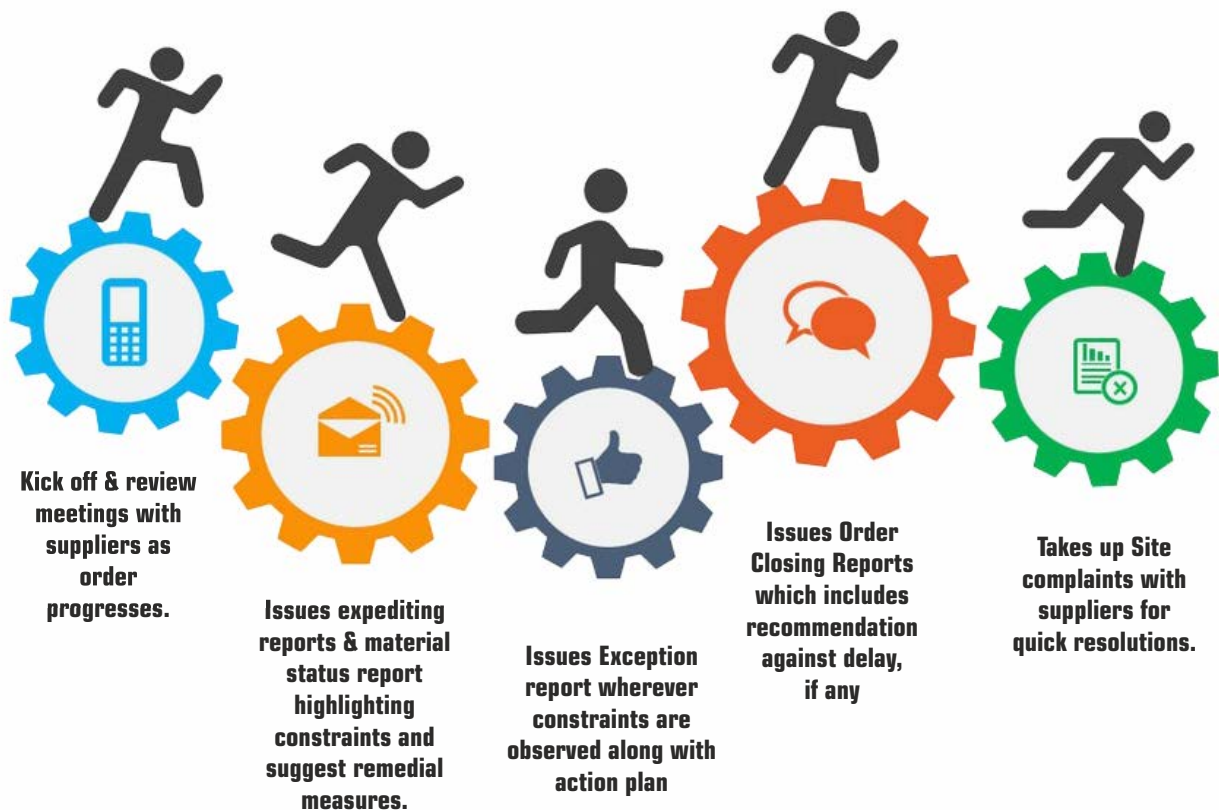 Kick off & review
meetings with
suppliers as
order
progresses.
Issues expediting
reports & material
status report
highlighting
constraints and
suggest remedial
measures.
Issues Exception
report wherever
constraints are
observed along with
action plan
Issues Order
Closing Reports
which includes
recommendation
against delay,
if any
Takes up Site
complaints with
suppliers for
quick resolutions.